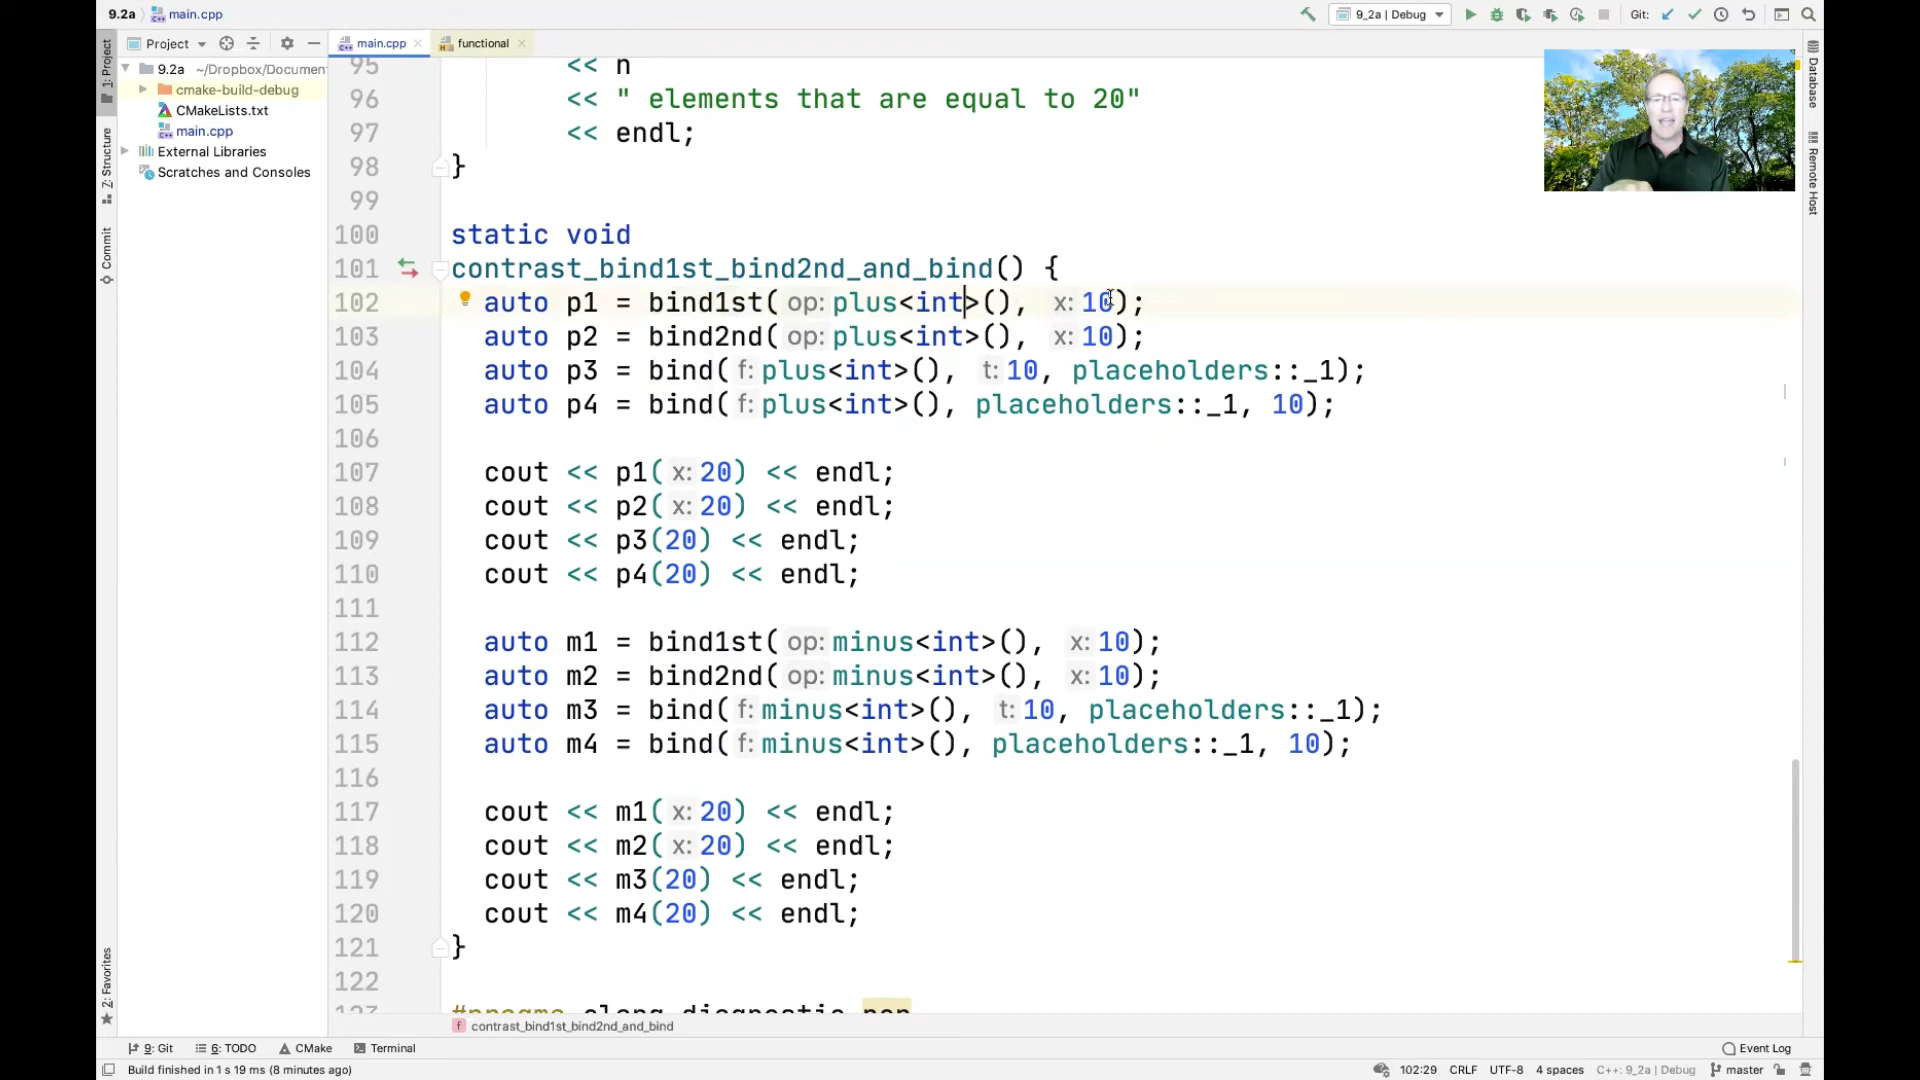 9.2a
main.cpp
9_2a | Debug
Git:
Project
main.cpp
functional
1: Project
Z: Structure
Commit
2: Favorites
Database
Remote Host
9.2a ~/Dropbox/Documen
cmake-build-debug
CMakeLists.txt
main.cpp
External Libraries
Scratches and Consoles
95 << n
96 << " elements that are equal to 20"
97 << endl;
98 }
99
100 static void
101 contrast_bind1st_bind2nd_and_bind() {
102 auto p1 = bind1st( op: plus<int>(), x: 10);
103 auto p2 = bind2nd( op: plus<int>(), x: 10);
104 auto p3 = bind( f: plus<int>(), t: 10, placeholders::_1);
105 auto p4 = bind( f: plus<int>(), placeholders::_1, 10);
106
107 cout << p1( x: 20) << endl;
108 cout << p2( x: 20) << endl;
109 cout << p3(20) << endl;
110 cout << p4(20) << endl;
111
112 auto m1 = bind1st( op: minus<int>(), x: 10);
113 auto m2 = bind2nd( op: minus<int>(), x: 10);
114 auto m3 = bind( f: minus<int>(), t: 10, placeholders::_1);
115 auto m4 = bind( f: minus<int>(), placeholders::_1, 10);
116
117 cout << m1( x: 20) << endl;
118 cout << m2( x: 20) << endl;
119 cout << m3(20) << endl;
120 cout << m4(20) << endl;
121 }
122
123 #pragma clang diagnostic pop
f contrast_bind1st_bind2nd_and_bind
9: Git
6: TODO
CMake
Terminal
Event Log
Build finished in 1 s 19 ms (8 minutes ago)
102:29 CRLF UTF-8 4 spaces C++: 9_2a | Debug master